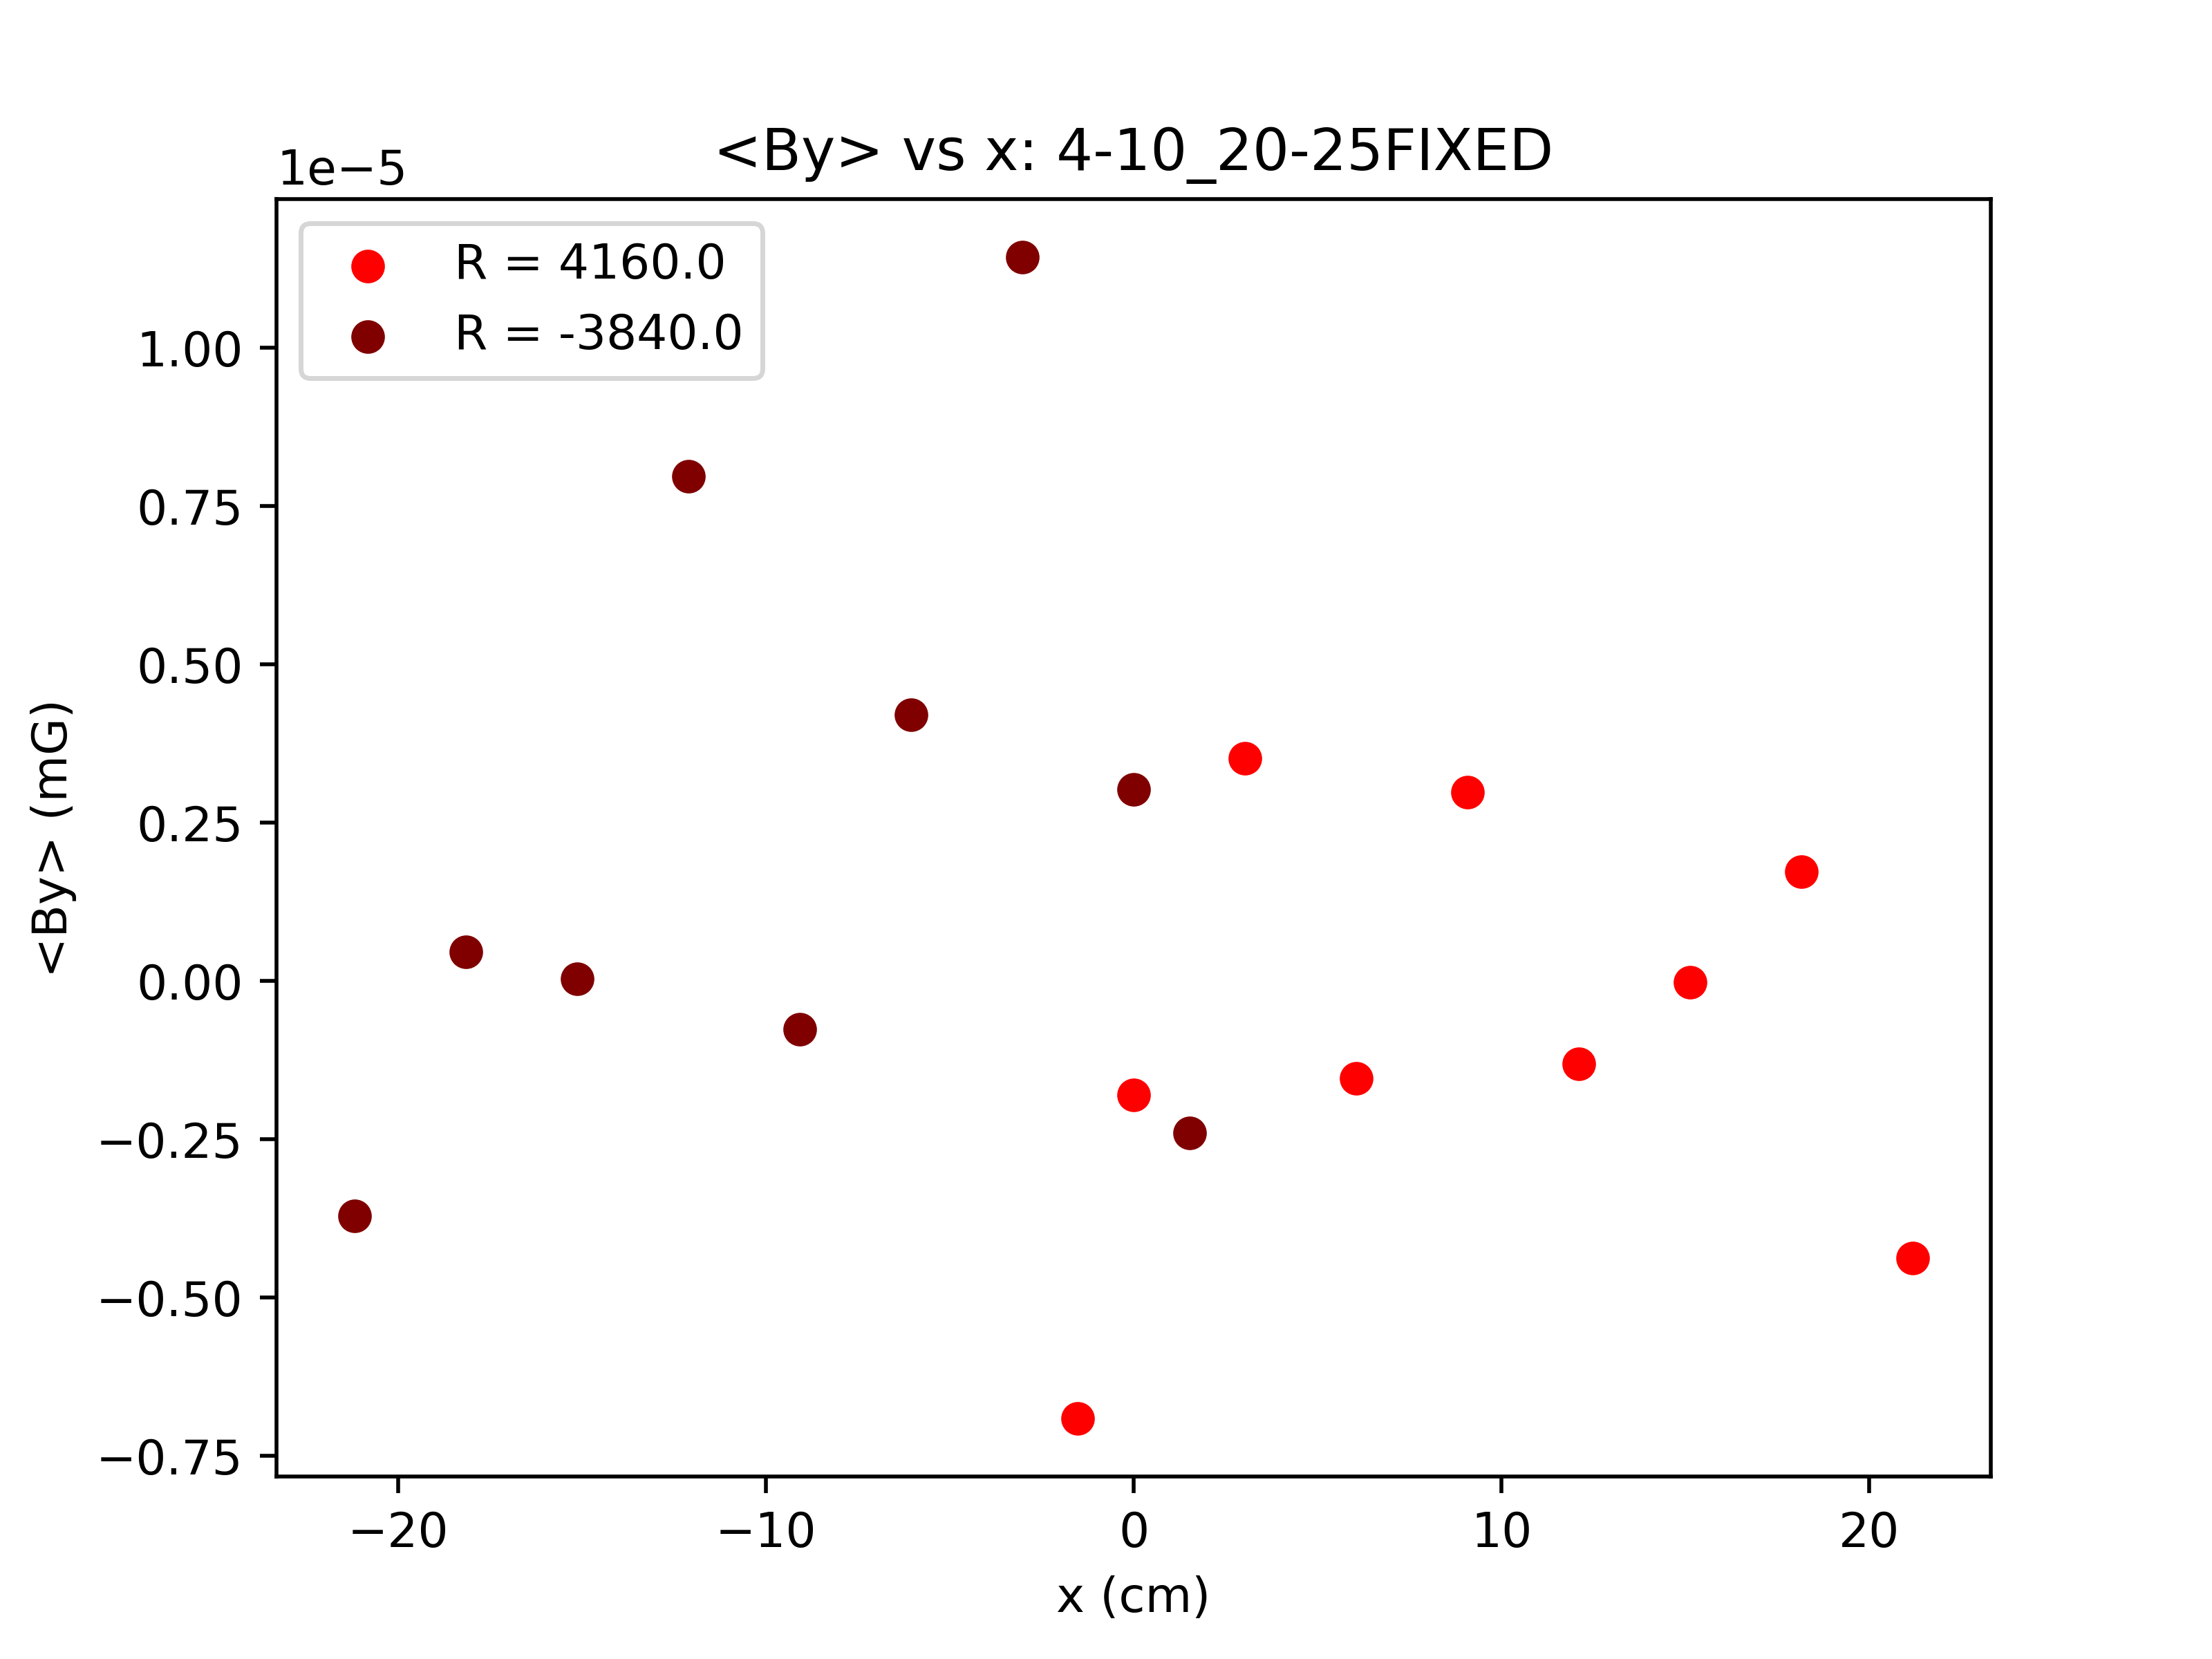 <By> vs x: 4-10_20-25FIXED
1e−5
R = 4160.0
R = -3840.0
1.00
0.75
0.50
0.25
0.00
−0.25
−0.50
−0.75
<By> (mG)
−20
−10
0
10
20
x (cm)